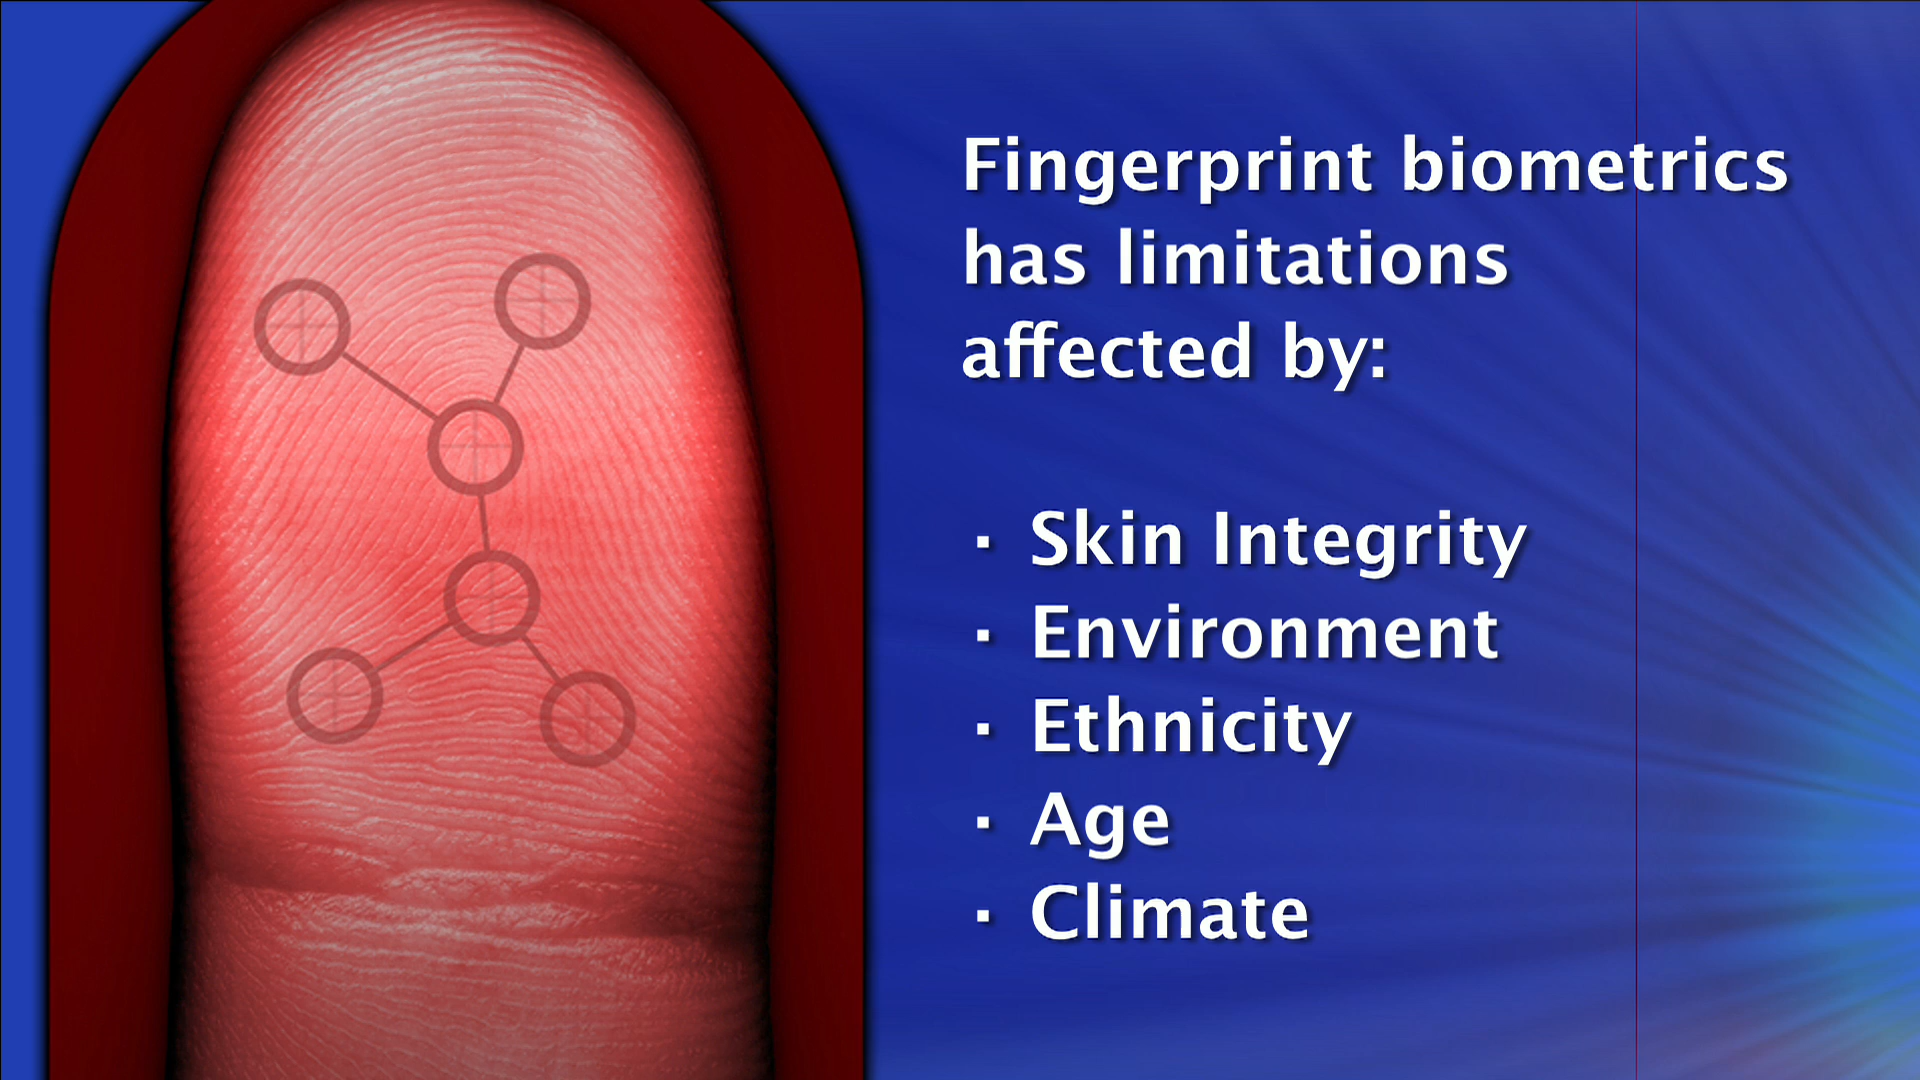 Fingerprint biometrics
has limitations
affected by:
· Skin Integrity
· Environment
· Ethnicity
· Age
· Climate